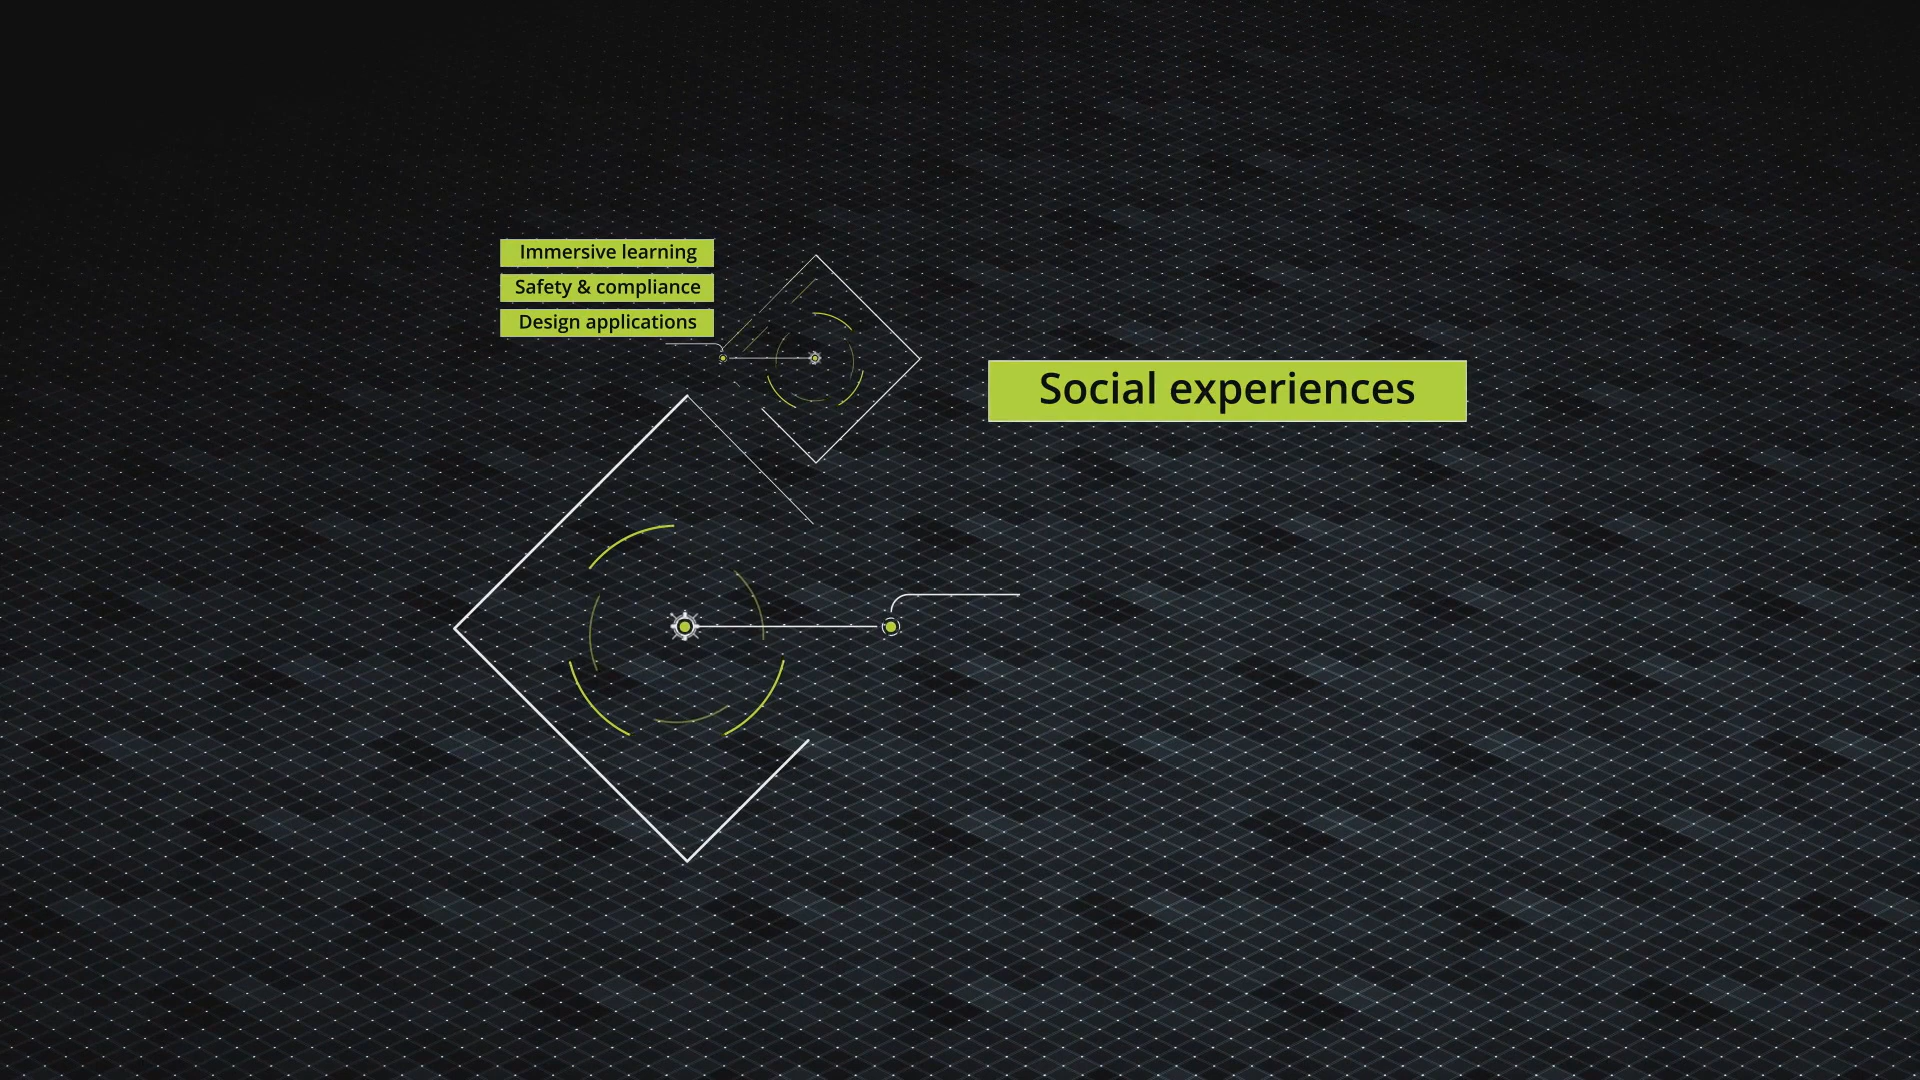 Immersive learning
Safety & compliance
Design applications
Social experiences